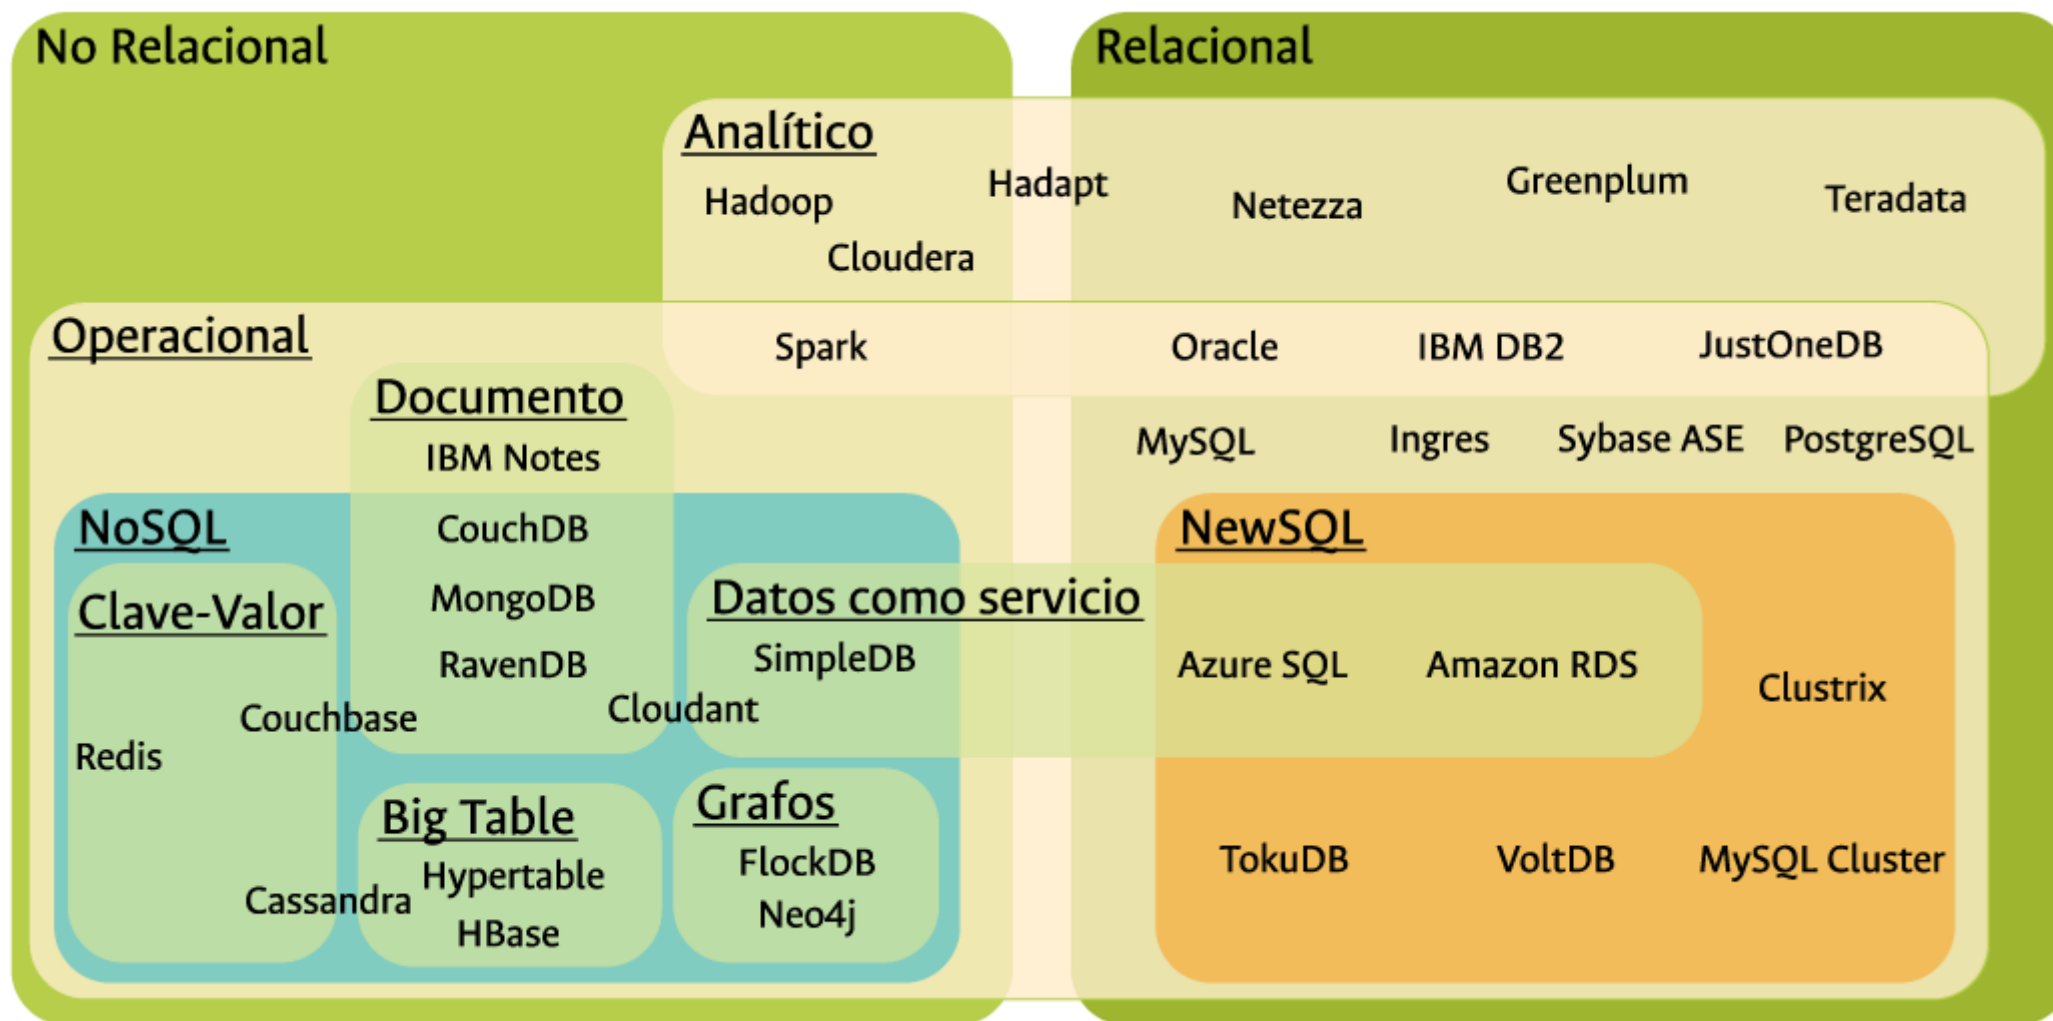 No Relacional
Relacional
Analítico
Hadoop
Hadapt
Netezza
Greenplum
Teradata
Cloudera
Operacional
Spark
Oracle
IBM DB2
JustOneDB
Documento
IBM Notes
MySQL
Ingres
Sybase ASE
PostgreSQL
NoSQL
CouchDB
NewSQL
Clave-Valor
MongoDB
Datos como servicio
RavenDB
SimpleDB
Azure SQL
Amazon RDS
Clustrix
Couchbase
Cloudant
Redis
Big Table
Grafos
Hypertable
FlockDB
TokuDB
VoltDB
MySQL Cluster
Cassandra
HBase
Neo4j